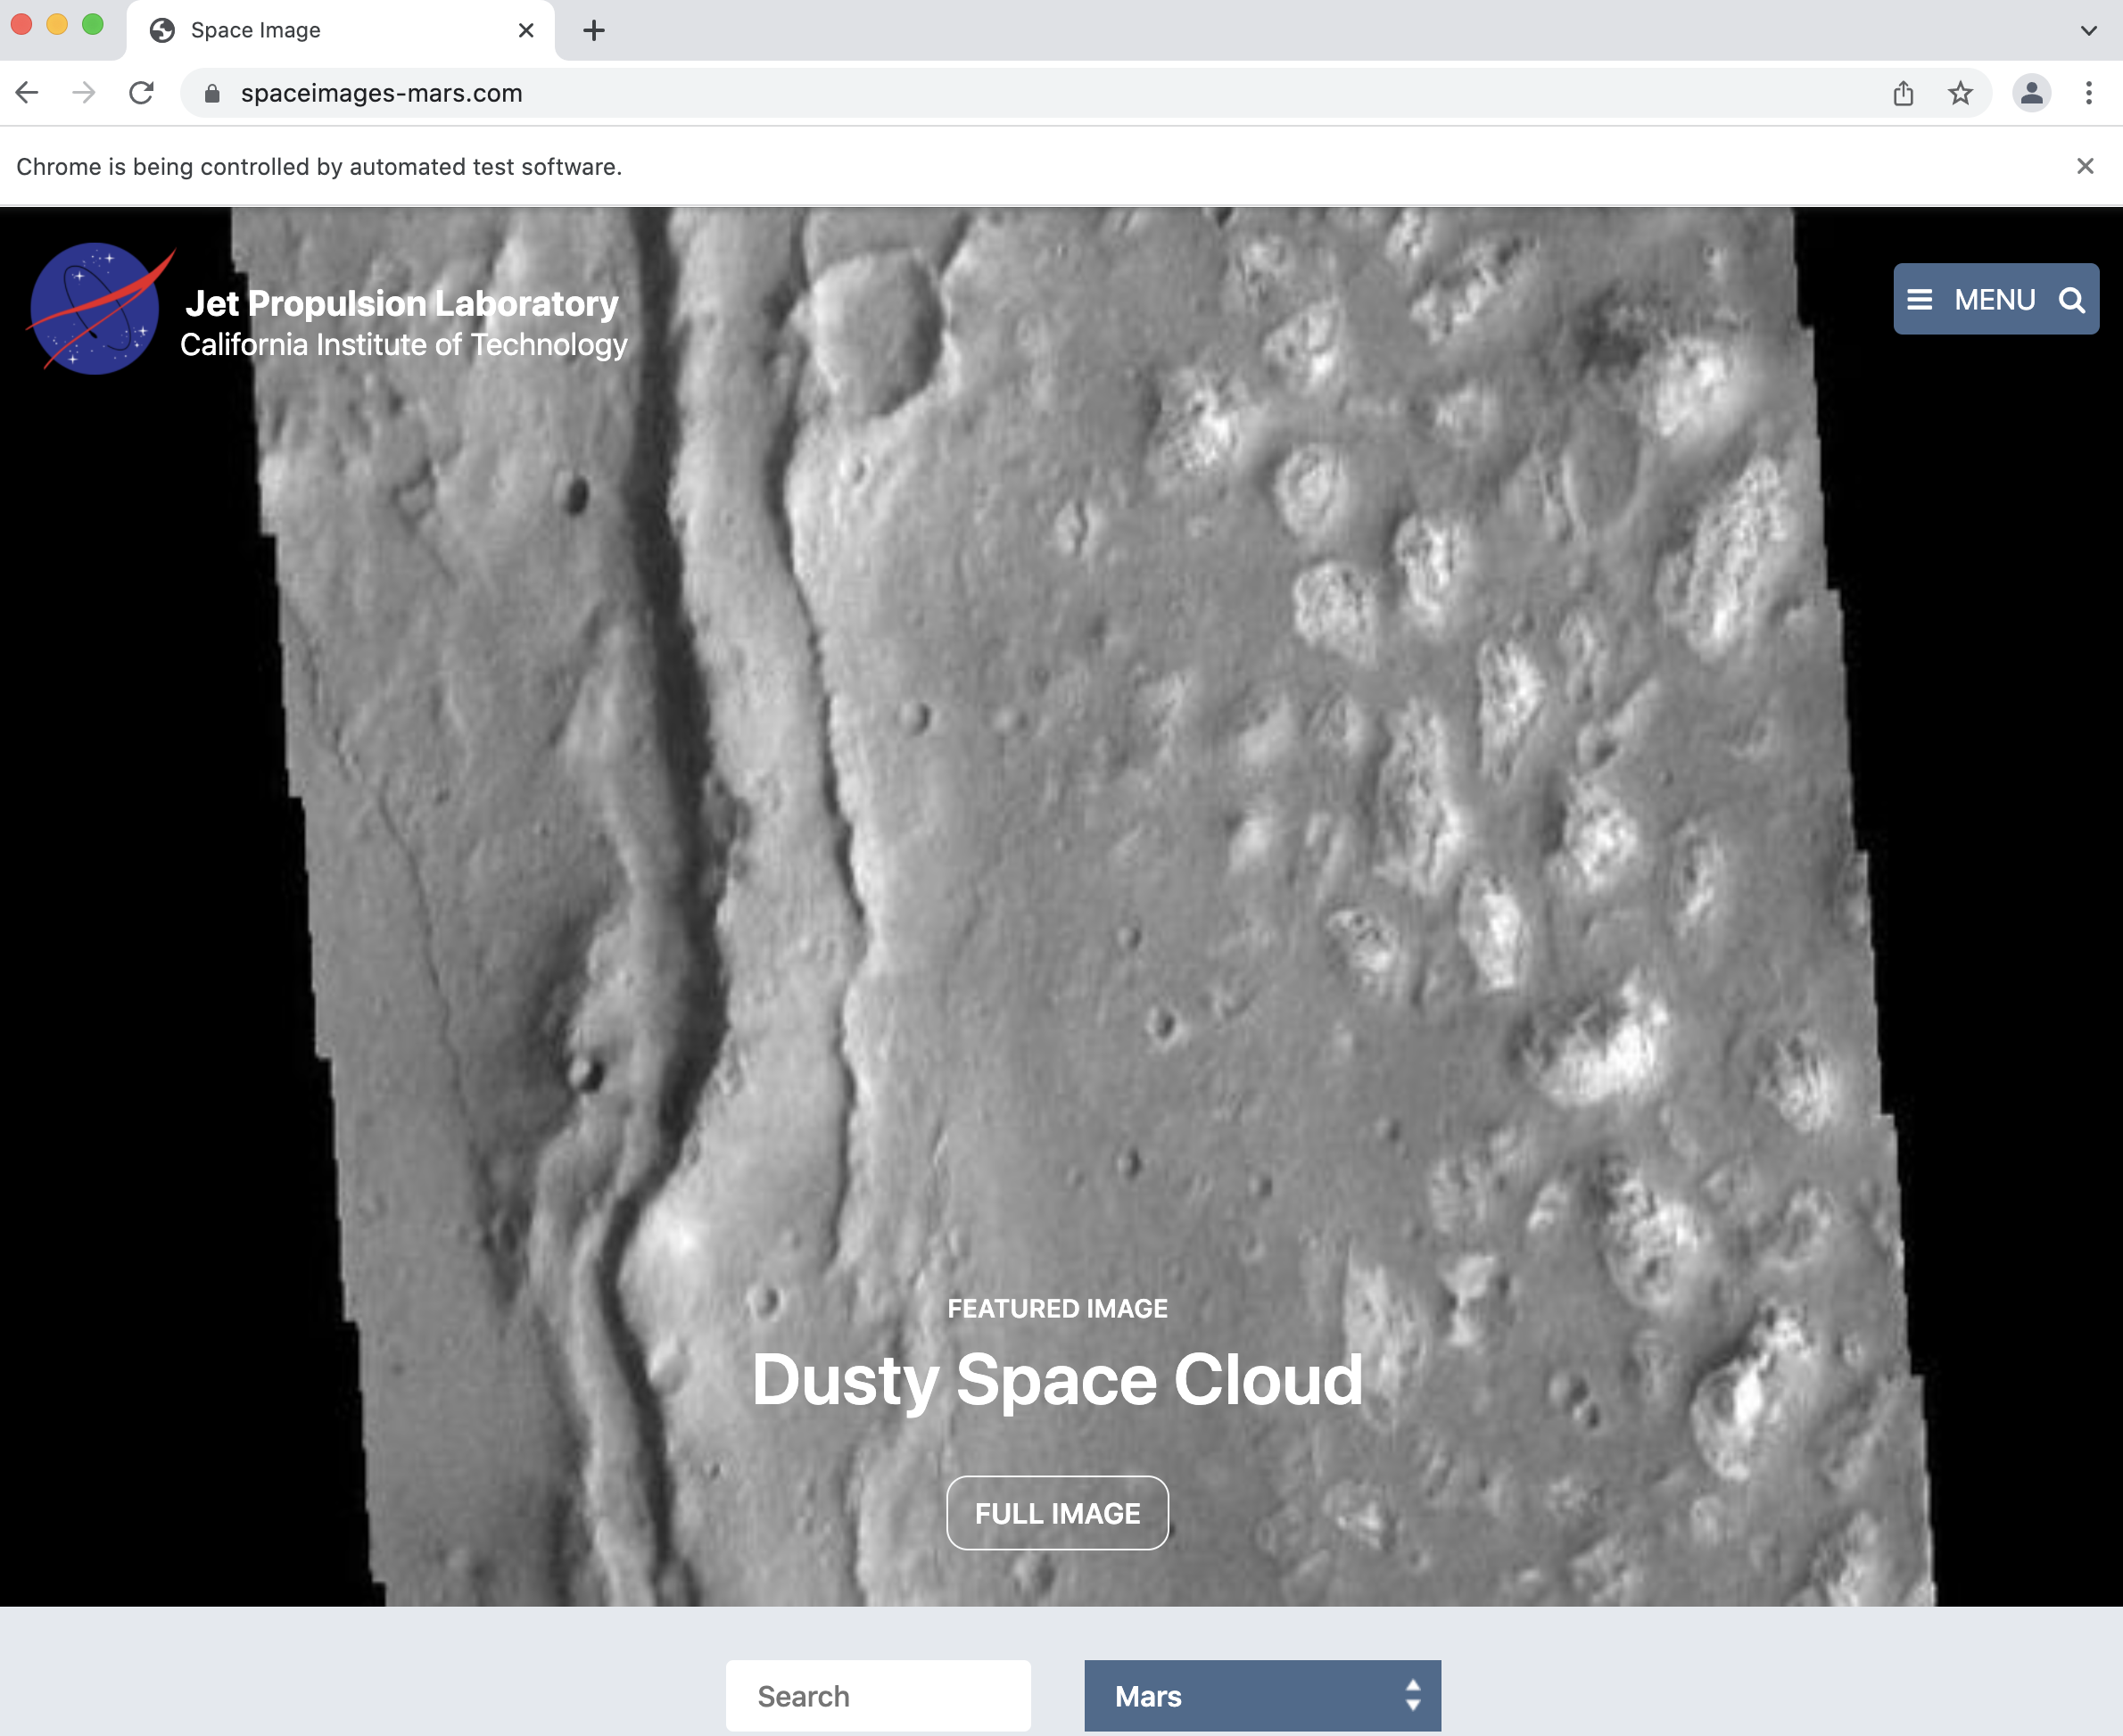 Space Image
spaceimages-mars.com
Chrome is being controlled by automated test software.
Jet Propulsion Laboratory
California Institute of Technology
MENU
FEATURED IMAGE
Dusty Space Cloud
FULL IMAGE
Search
Mars